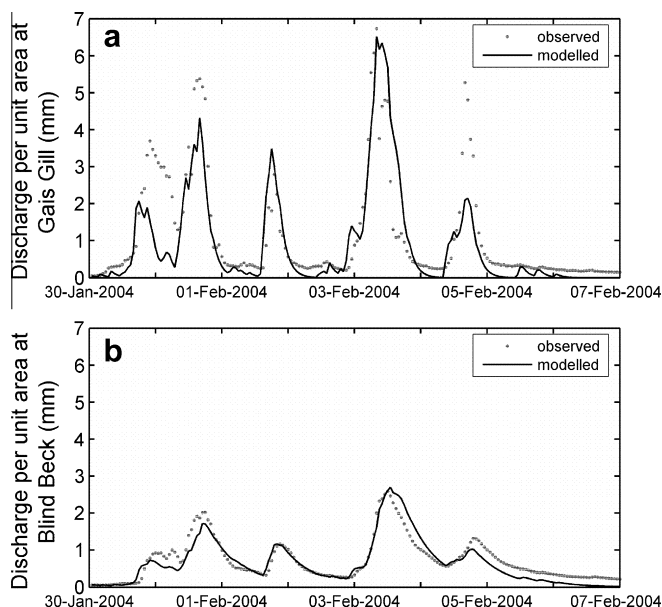 Discharge per unit area at
Gais Gill (mm)
a
observed
modelled
7
6
5
4
3
2
1
0
30-Jan-2004 01-Feb-2004 03-Feb-2004 05-Feb-2004 07-Feb-2004
Discharge per unit area at
Blind Beck (mm)
b
observed
modelled
7
6
5
4
3
2
1
0
30-Jan-2004 01-Feb-2004 03-Feb-2004 05-Feb-2004 07-Feb-2004